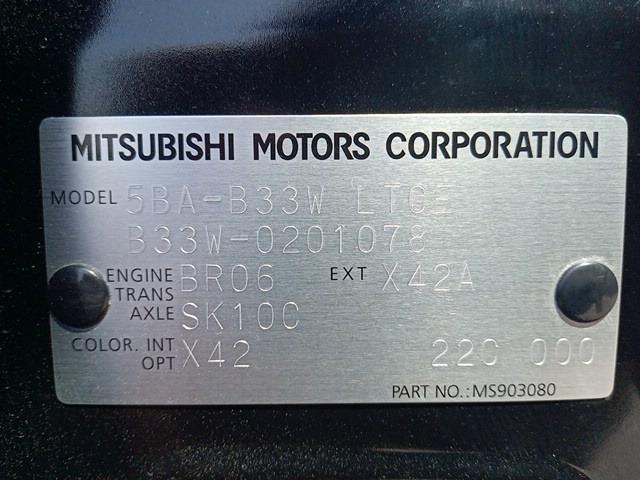 MITSUBISHI MOTORS CORPORATION
MODEL 5BA-B33W LTGE
B33W-0201078
ENGINE BR06 EXT X42A
TRANS
AXLE SK10C
COLOR. INT X42 22C 000
OPT
PART NO.: MS903080